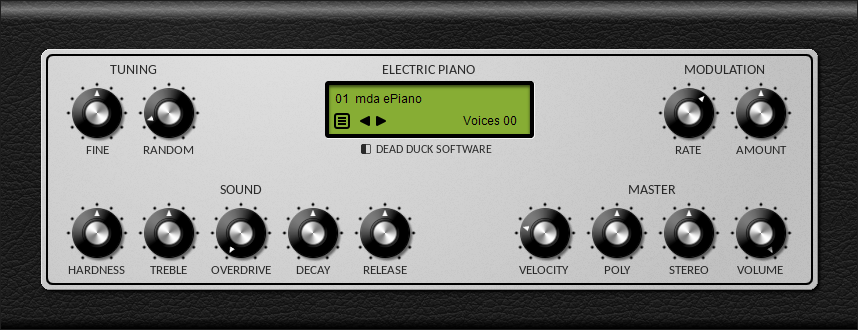 TUNING
ELECTRIC PIANO
MODULATION
01 mda ePiano
Voices 00
FINE
RANDOM
DEAD DUCK SOFTWARE
RATE
AMOUNT
SOUND
MASTER
HARDNESS
TREBLE
OVERDRIVE
DECAY
RELEASE
VELOCITY
POLY
STEREO
VOLUME